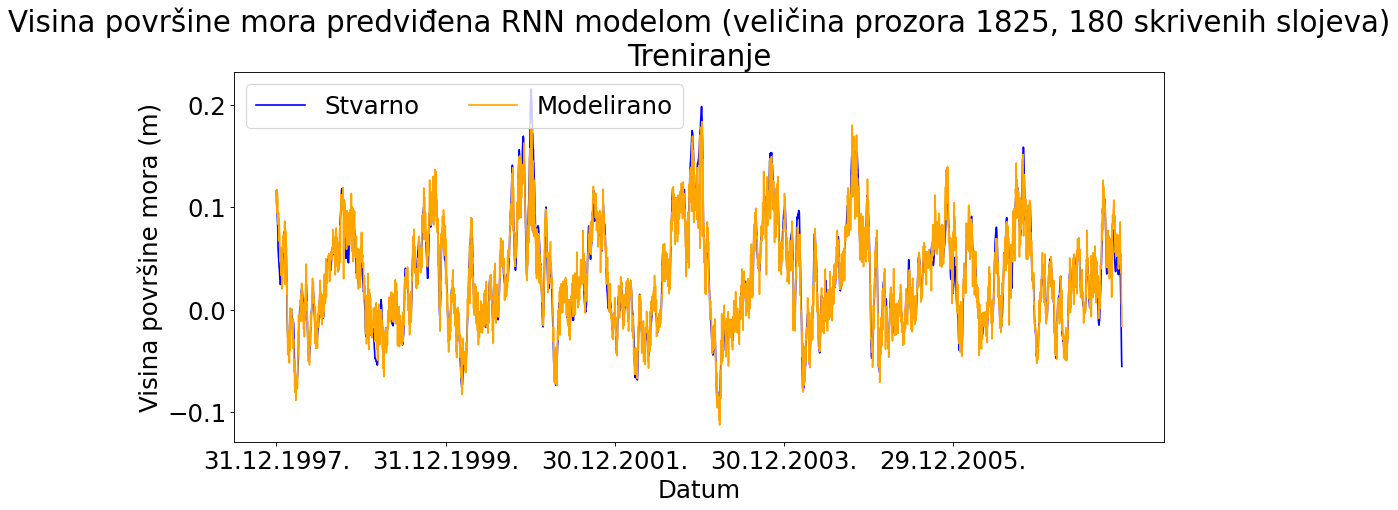 Visina površine mora predviđena RNN modelom (veličina prozora 1825, 180 skrivenih slojeva)
Treniranje
Stvarno Modelirano
Visina površine mora (m)
0.2
0.1
0.0
−0.1
31.12.1997. 31.12.1999. 30.12.2001. 30.12.2003. 29.12.2005.
Datum